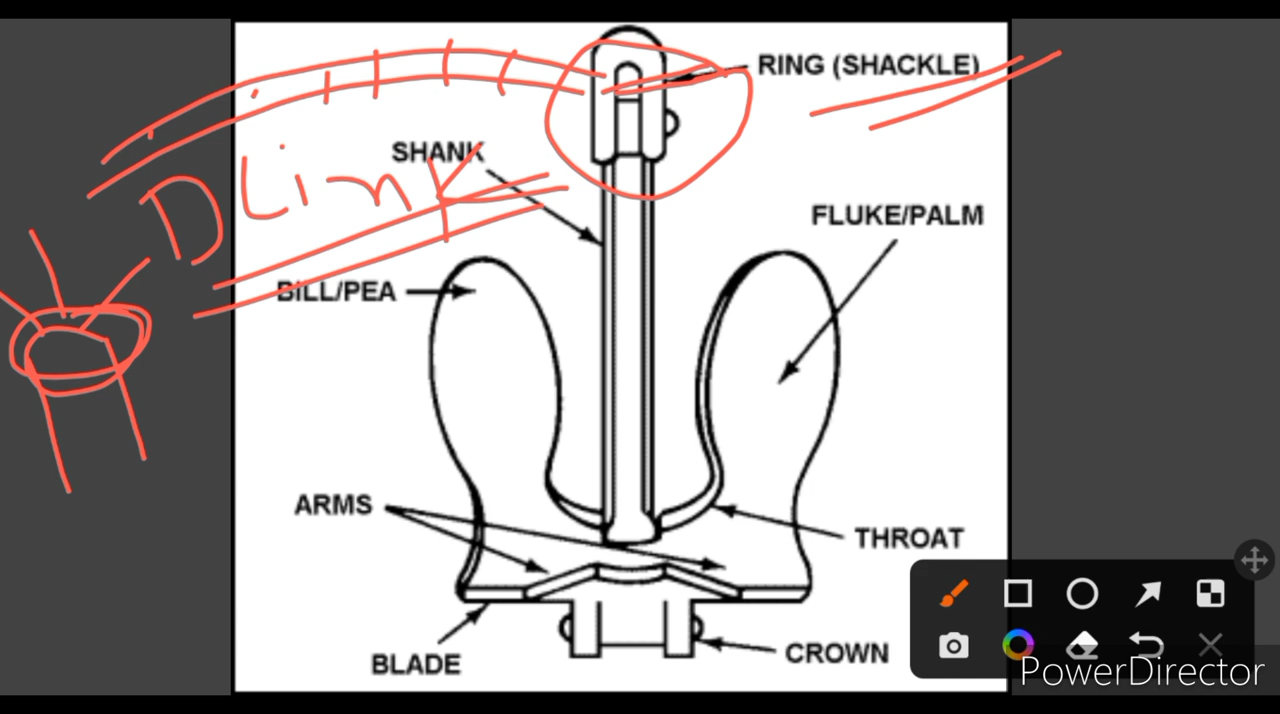 RING (SHACKLE)
SHANK
D Link
FLUKE/PALM
BILL/PEA
ARMS
THROAT
BLADE
CROWN
PowerDirector